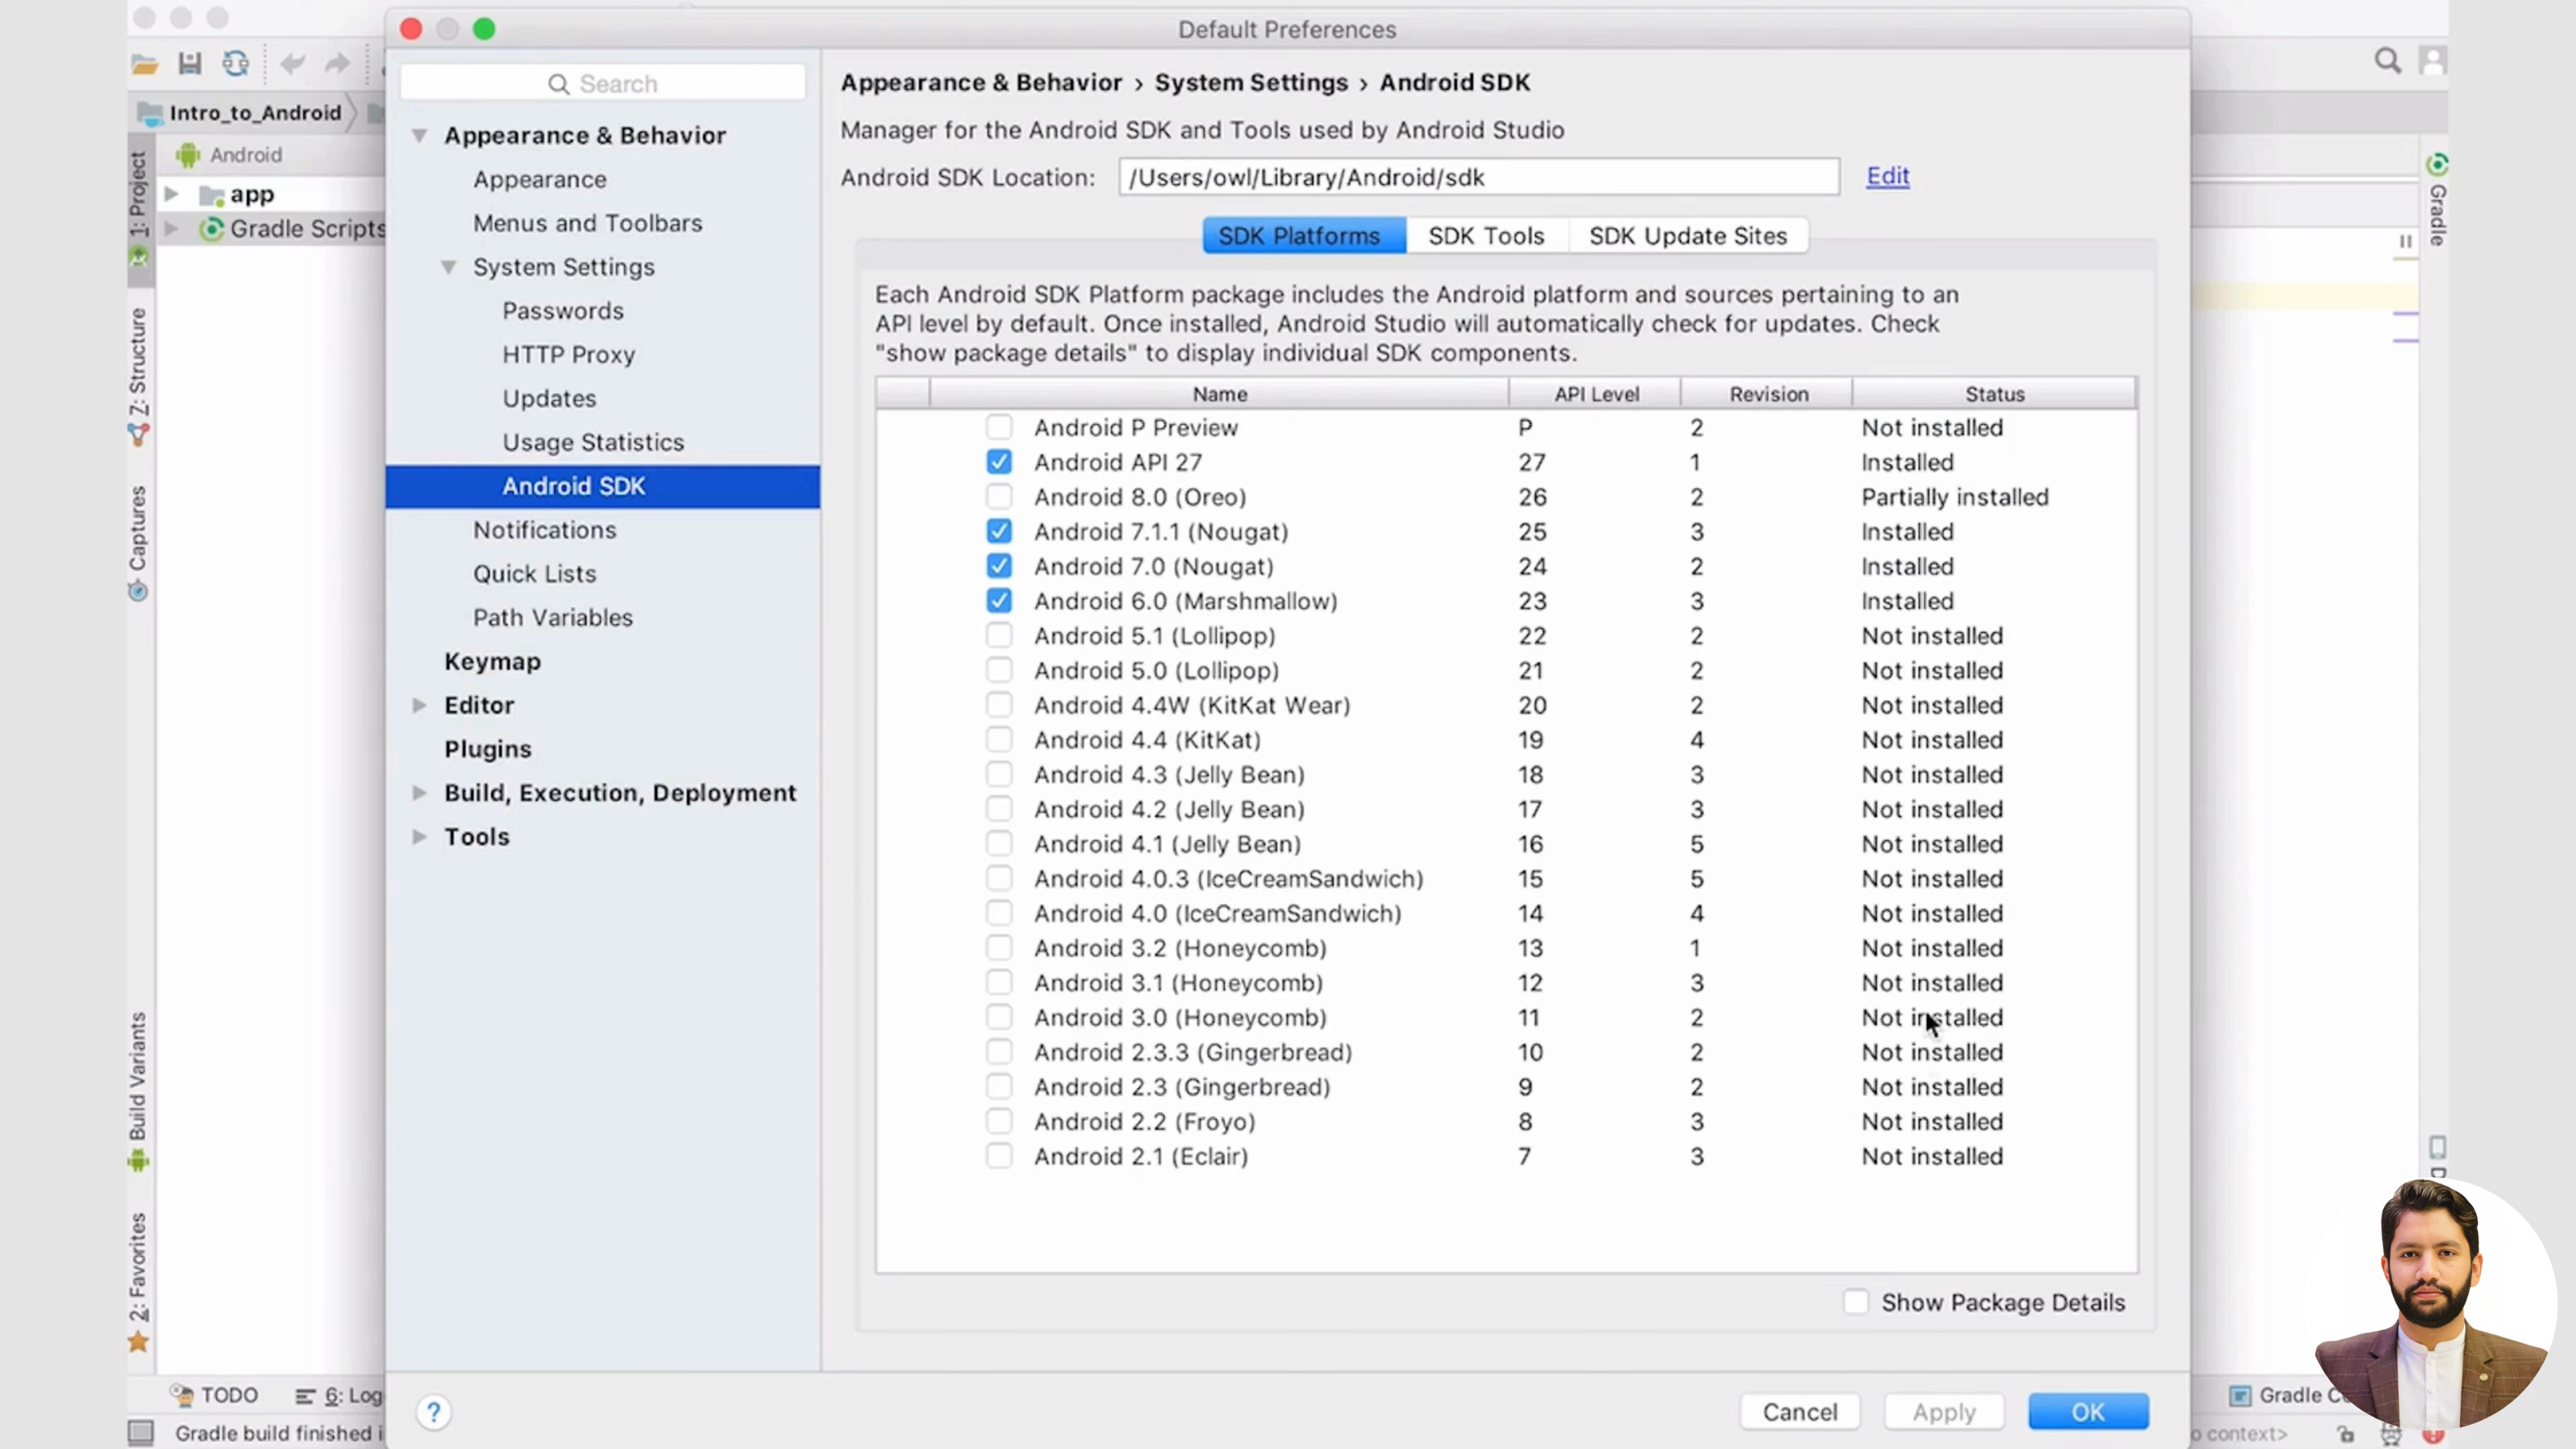 Default Preferences
Search
Appearance & Behavior › System Settings › Android SDK
Intro_to_Android
Appearance & Behavior
Manager for the Android SDK and Tools used by Android Studio
Android
Appearance
Android SDK Location: /Users/owl/Library/Android/sdk Edit
1: Project
app
Menus and Toolbars
Gradle Scripts
SDK Platforms SDK Tools SDK Update Sites
Gradle
System Settings
Each Android SDK Platform package includes the Android platform and sources pertaining to an
API level by default. Once installed, Android Studio will automatically check for updates. Check
"show package details" to display individual SDK components.
Passwords
HTTP Proxy
Updates
Usage Statistics
Android SDK
Notifications
Quick Lists
Path Variables
Keymap
Editor
Plugins
Build, Execution, Deployment
Tools
Z: Structure
Captures
Build Variants
2: Favorites
Name API Level Revision Status
Android P Preview P 2 Not installed
Android API 27 27 1 Installed
Android 8.0 (Oreo) 26 2 Partially installed
Android 7.1.1 (Nougat) 25 3 Installed
Android 7.0 (Nougat) 24 2 Installed
Android 6.0 (Marshmallow) 23 3 Installed
Android 5.1 (Lollipop) 22 2 Not installed
Android 5.0 (Lollipop) 21 2 Not installed
Android 4.4W (KitKat Wear) 20 2 Not installed
Android 4.4 (KitKat) 19 4 Not installed
Android 4.3 (Jelly Bean) 18 3 Not installed
Android 4.2 (Jelly Bean) 17 3 Not installed
Android 4.1 (Jelly Bean) 16 5 Not installed
Android 4.0.3 (IceCreamSandwich) 15 5 Not installed
Android 4.0 (IceCreamSandwich) 14 4 Not installed
Android 3.2 (Honeycomb) 13 1 Not installed
Android 3.1 (Honeycomb) 12 3 Not installed
Android 3.0 (Honeycomb) 11 2 Not installed
Android 2.3.3 (Gingerbread) 10 2 Not installed
Android 2.3 (Gingerbread) 9 2 Not installed
Android 2.2 (Froyo) 8 3 Not installed
Android 2.1 (Eclair) 7 3 Not installed
Show Package Details
TODO 6: Log
? Cancel Apply OK
Gradle
Gradle build finished
context>